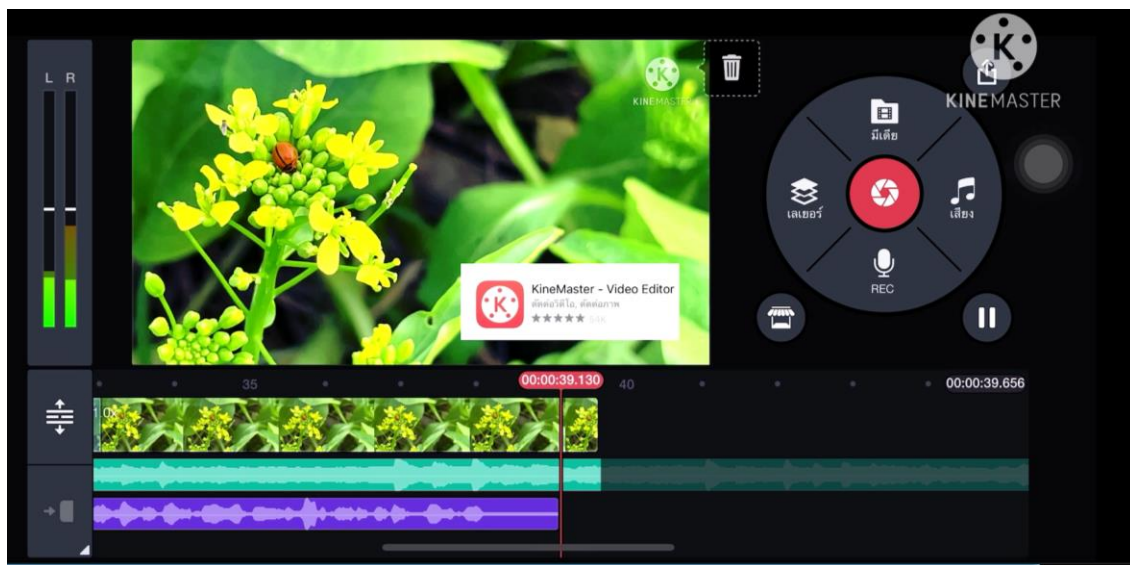 L R
KINEMASTER
KINEMASTER
มีเดีย
เลเยอร์
เสียง
REC
KineMaster - Video Editor
ตัดต่อวิดีโอ, ตัดต่อภาพ
35
00:00:39.130
40
00:00:39.656
1.0x